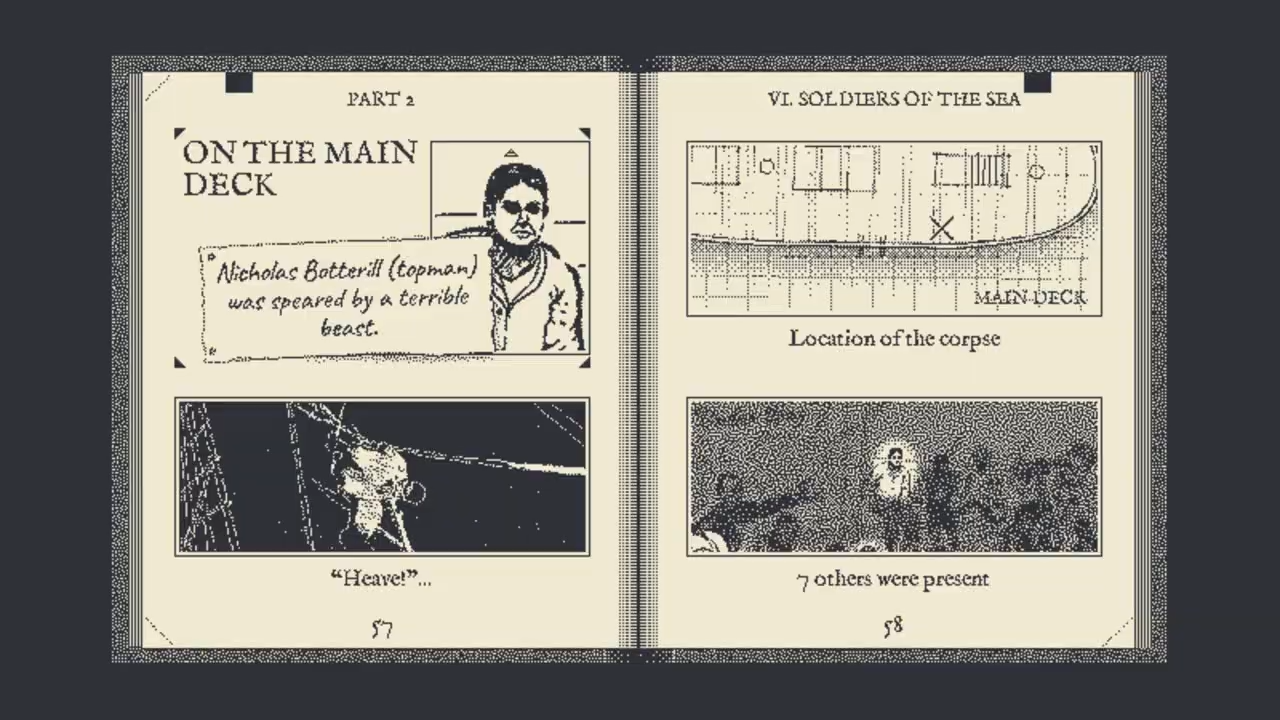 PART 2
ON THE MAIN
DECK
Nicholas Botterill (topman)
was speared by a terrible
beast.
“Heave!”...
57
VI. SOLDIERS OF THE SEA
MAIN DECK
Location of the corpse
7 others were present
58